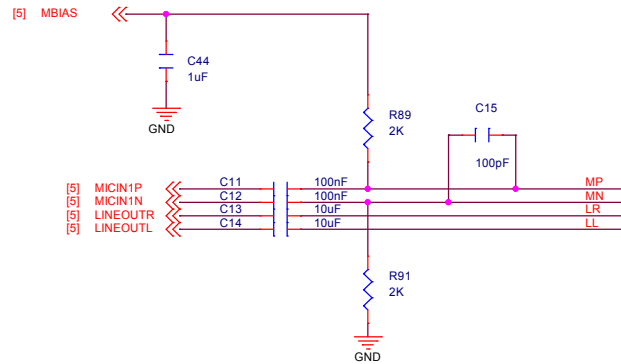 [5] MBIAS
C44
1uF
GND
R89
2K
C15
100pF
[5] MICIN1P C11 100nF MP
[5] MICIN1N C12 100nF MN
[5] LINEOUTR C13 10uF LR
[5] LINEOUTL C14 10uF LL
R91
2K
GND